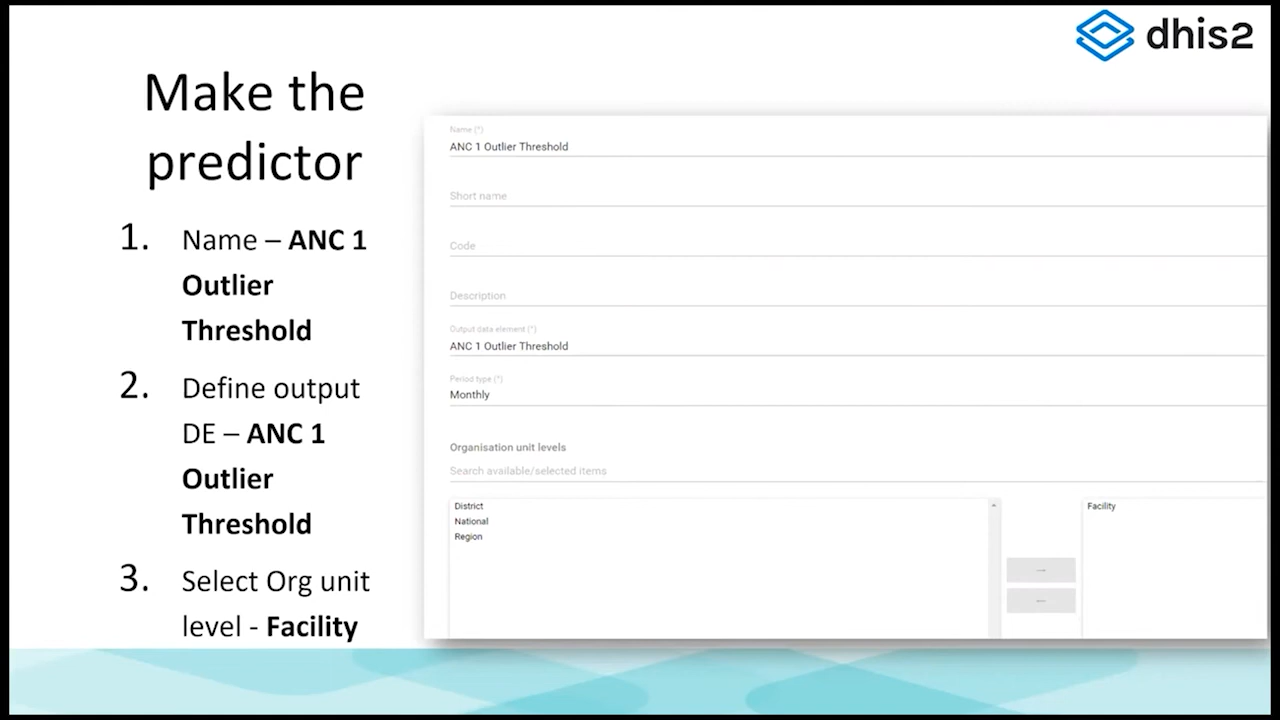 dhis2
Make the
predictor
1. Name – ANC 1
Outlier
Threshold
2. Define output
DE – ANC 1
Outlier
Threshold
3. Select Org unit
level - Facility
Name (*)
ANC 1 Outlier Threshold
Short name
Code
Description
Output data element (*)
ANC 1 Outlier Threshold
Period type (*)
Monthly
Organisation unit levels
Search available/selected items
District
National
Region
→
←
Facility